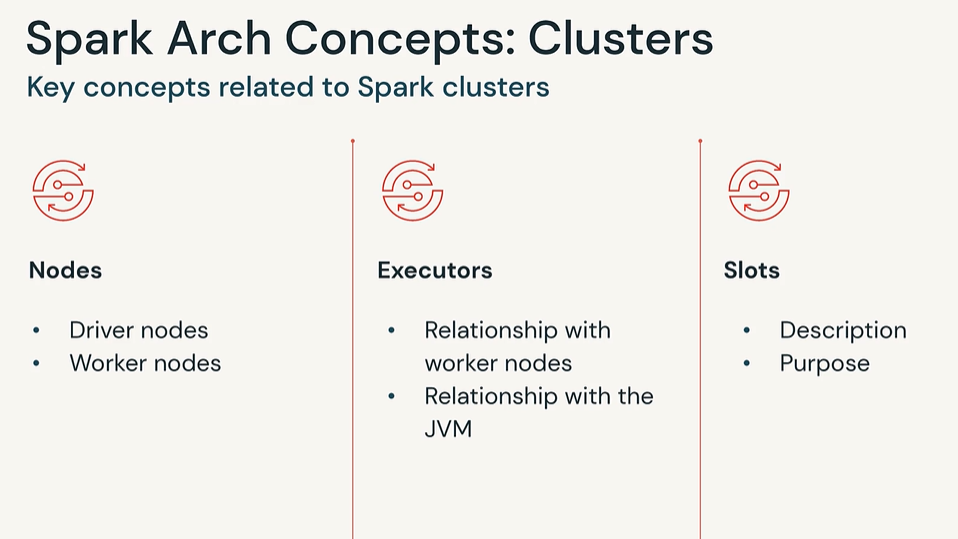 Spark Arch Concepts: Clusters
Key concepts related to Spark clusters
Nodes
• Driver nodes
• Worker nodes
Executors
• Relationship with
worker nodes
• Relationship with the
JVM
Slots
• Description
• Purpose